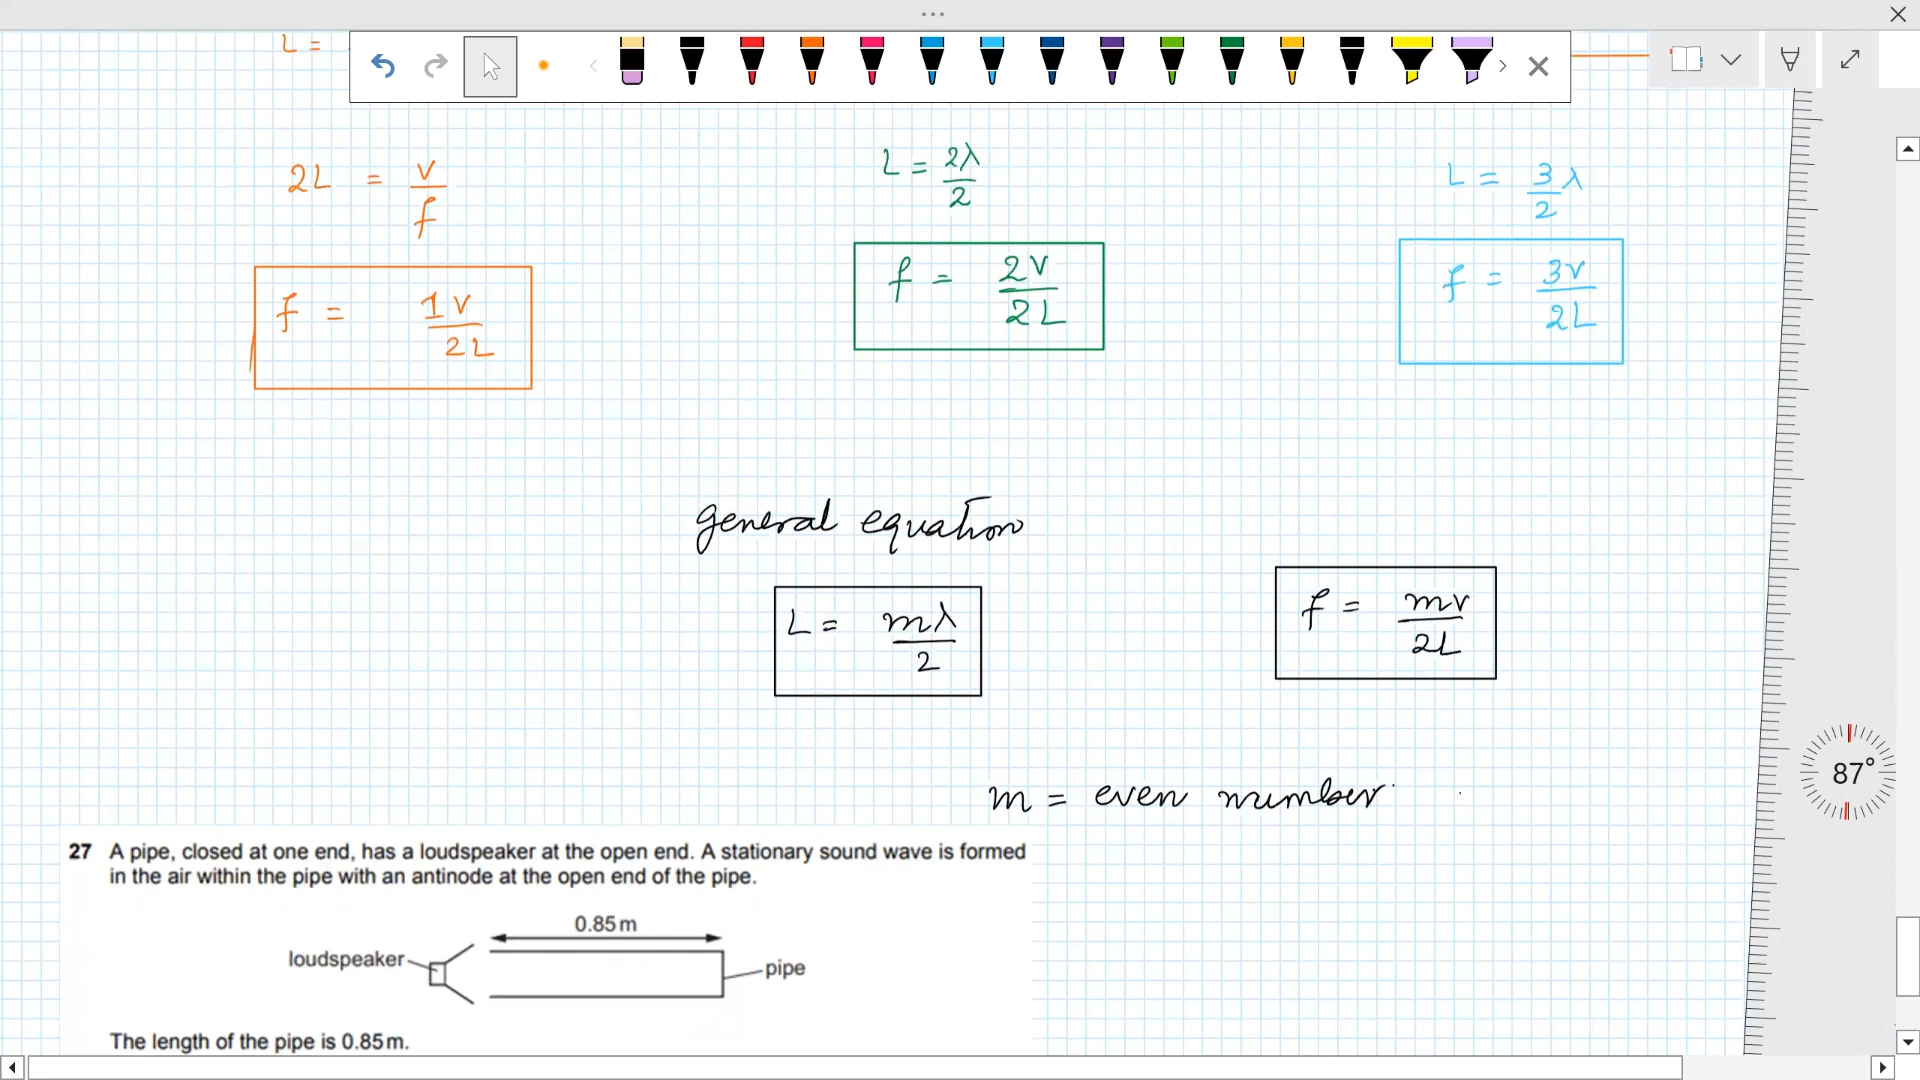 L =
2L = v/f
L = 2λ/2
L = 3/2 λ
f = 1v/2L
f = 2v/2L
f = 3v/2L
general equation
L = mλ/2
f = mv/2L
m = even number
87°
27 A pipe, closed at one end, has a loudspeaker at the open end. A stationary sound wave is formed
in the air within the pipe with an antinode at the open end of the pipe.
0.85 m
loudspeaker
pipe
The length of the pipe is 0.85 m.